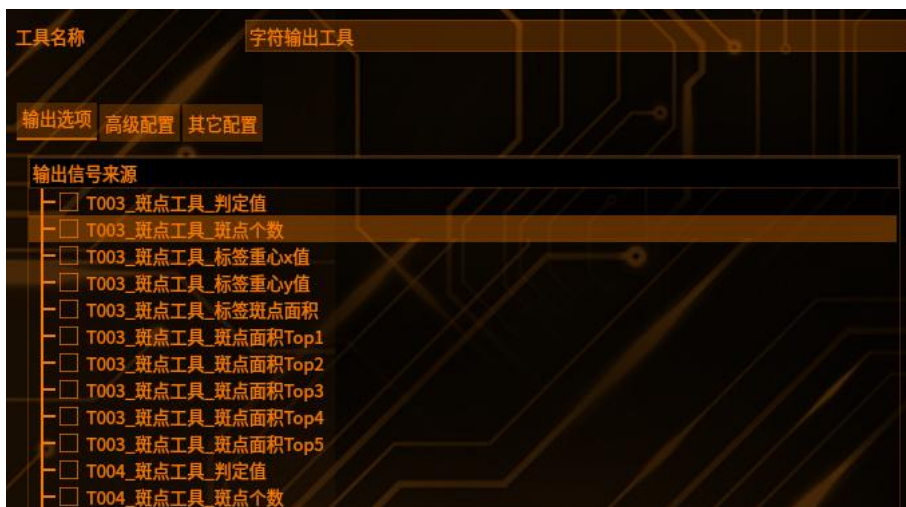 工具名称 字符输出工具
输出选项 高级配置 其它配置
输出信号来源
T003_斑点工具_判定值
T003_斑点工具_斑点个数
T003_斑点工具_标签重心x值
T003_斑点工具_标签重心y值
T003_斑点工具_标签斑点面积
T003_斑点工具_斑点面积Top1
T003_斑点工具_斑点面积Top2
T003_斑点工具_斑点面积Top3
T003_斑点工具_斑点面积Top4
T003_斑点工具_斑点面积Top5
T004_斑点工具_判定值
T004_斑点工具_斑点个数